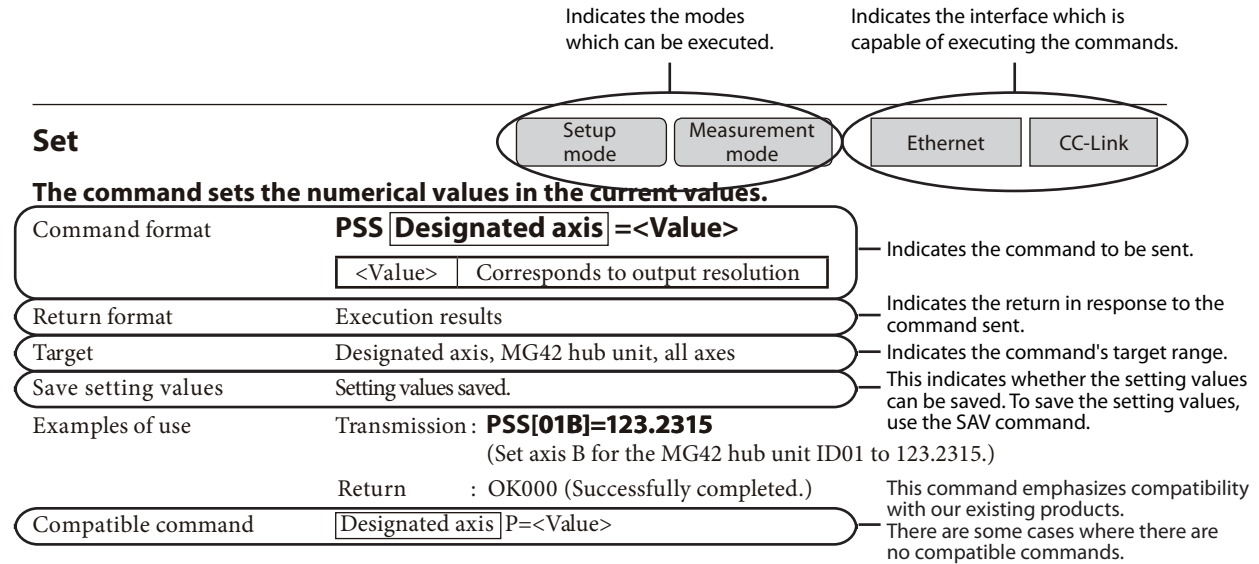 Indicates the modes
which can be executed.
Indicates the interface which is
capable of executing the commands.
Set
Setup
mode
Measurement
mode
Ethernet
CC-Link
The command sets the numerical values in the current values.
Command format
PSS Designated axis =<Value>
<Value> Corresponds to output resolution
Indicates the command to be sent.
Return format Execution results
Indicates the return in response to the
command sent.
Target Designated axis, MG42 hub unit, all axes
Indicates the command's target range.
Save setting values Setting values saved.
This indicates whether the setting values
can be saved. To save the setting values,
use the SAV command.
Examples of use Transmission : PSS[01B]=123.2315
(Set axis B for the MG42 hub unit ID01 to 123.2315.)
Return : OK000 (Successfully completed.)
Compatible command Designated axis P=<Value>
This command emphasizes compatibility
with our existing products.
There are some cases where there are
no compatible commands.